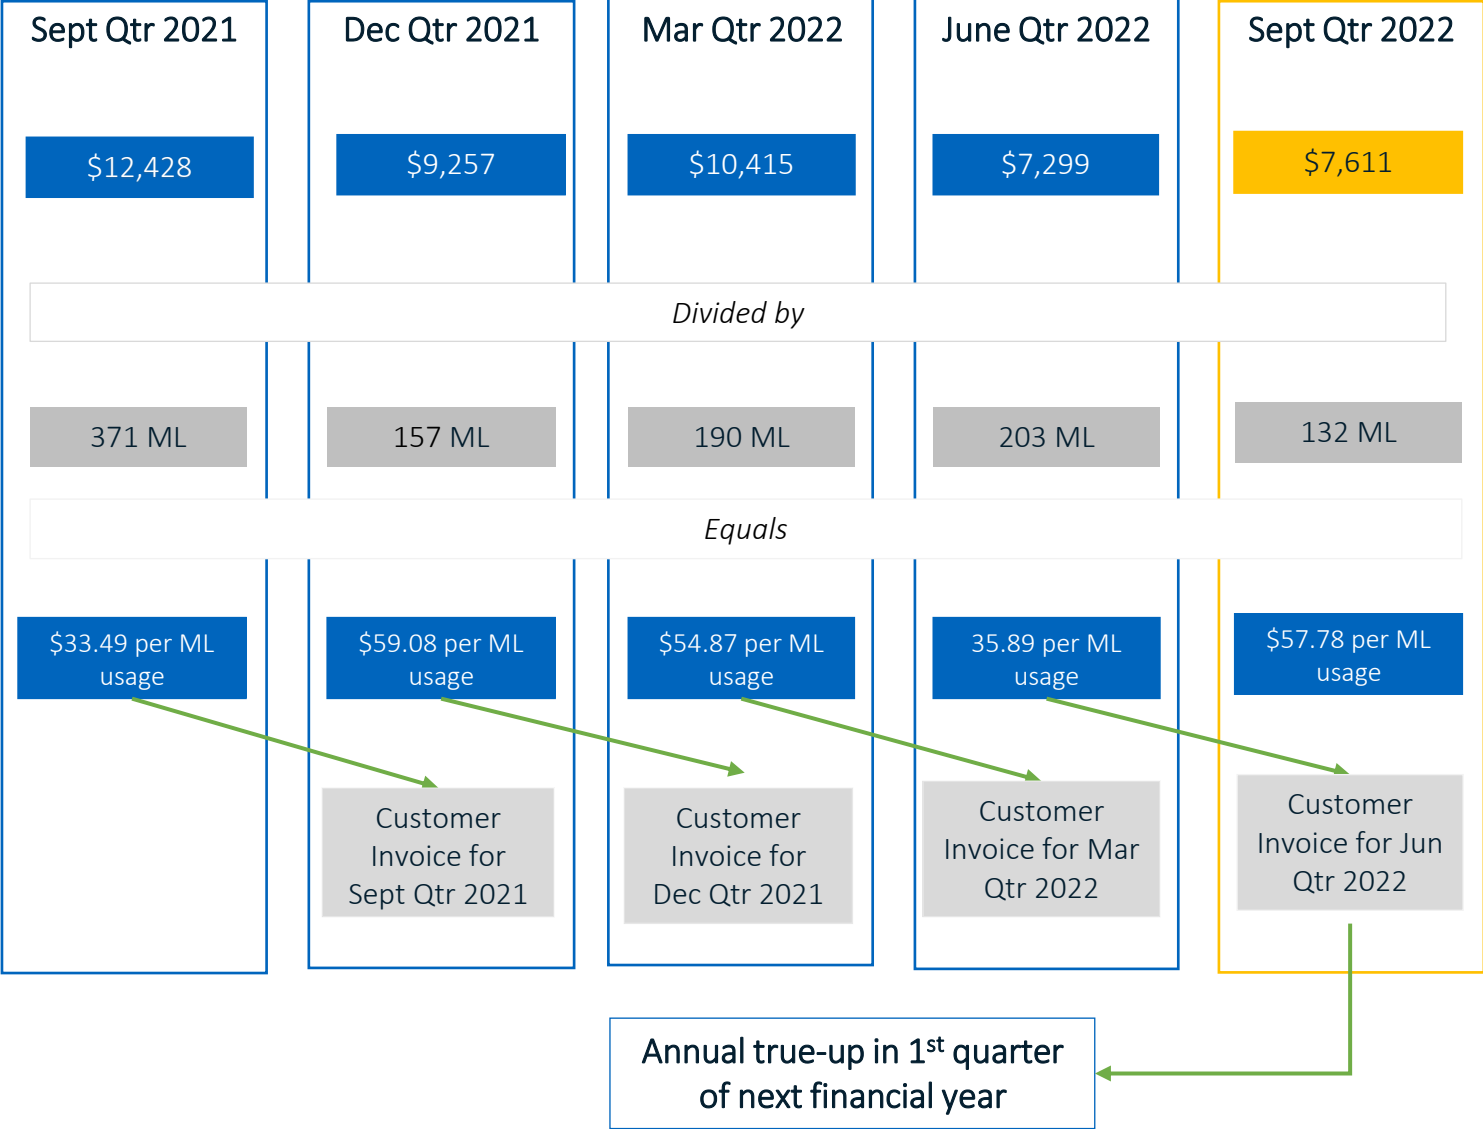 Sept Qtr 2021
Dec Qtr 2021
Mar Qtr 2022
June Qtr 2022
Sept Qtr 2022
$12,428
$9,257
$10,415
$7,299
$7,611
Divided by
371 ML
157 ML
190 ML
203 ML
132 ML
Equals
$33.49 per ML
usage
$59.08 per ML
usage
$54.87 per ML
usage
35.89 per ML
usage
$57.78 per ML
usage
Customer
Invoice for
Sept Qtr 2021
Customer
Invoice for
Dec Qtr 2021
Customer
Invoice for Mar
Qtr 2022
Customer
Invoice for Jun
Qtr 2022
Annual true-up in 1st quarter
of next financial year